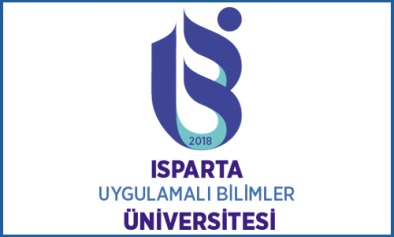 2018
ISPARTA
UYGULAMALI BİLİMLER
ÜNİVERSİTESİ